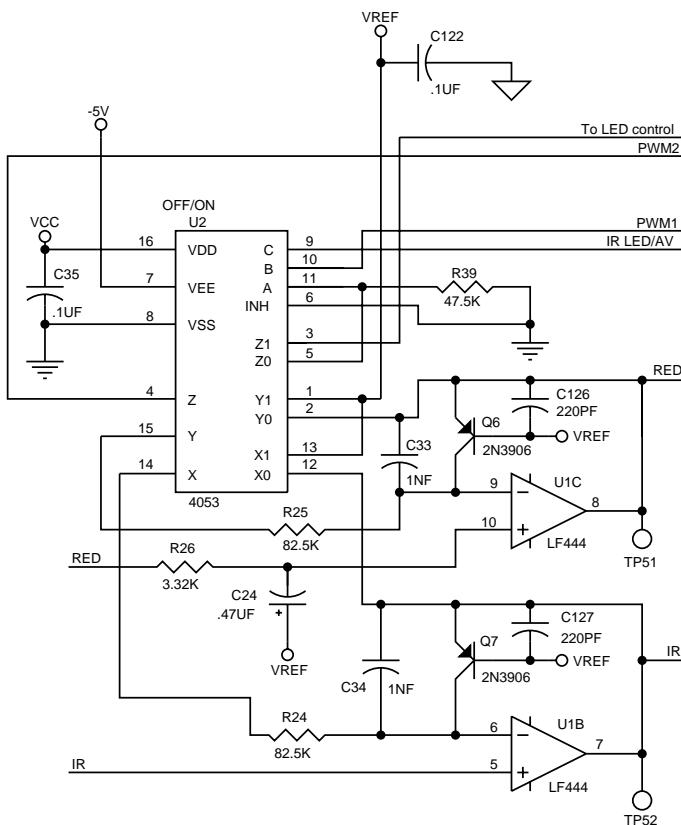 VREF
C122
.1UF
-5V
To LED control
PWM2
OFF/ON
U2
VCC
PWM1
16 VDD C 9
IR LED/AV
B 10
C35
7 VEE A 11
R39
47.5K
.1UF
INH 6
8 VSS
Z1 3
Z0 5
RED
4 Z Y1 1
Y0 2
C126
220PF
Q6
15 Y
C33
VREF
2N3906
X1 13
14 X X0 12
1NF
9
U1C
8
4053
R25
82.5K
10
LF444
R26
RED
3.32K
TP51
C24
.47UF
+
C127
220PF
Q7
VREF
IR
VREF
2N3906
C34
1NF
R24
82.5K
6
U1B
7
IR
5
LF444
TP52